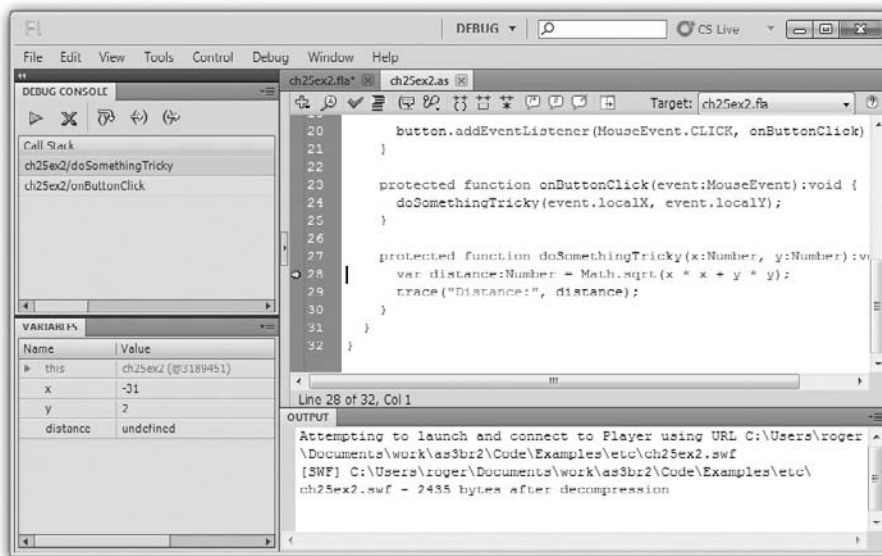 Fl
DEBUG
CS Live
File Edit View Tools Control Debug Window Help
DEBUG CONSOLE
Call Stack
ch25ex2/doSomethingTricky
ch25ex2/onButtonClick
VARIABLES
Name Value
this ch25ex2 (@3189451)
x -31
y 2
distance undefined
ch25ex2.fla* ch25ex2.as
Target: ch25ex2.fla
20 button.addEventListener(MouseEvent.CLICK, onButtonClick)
21 }
22
23 protected function onButtonClick(event:MouseEvent):void {
24 doSomethingTricky(event.localX, event.localY);
25 }
26
27 protected function doSomethingTricky(x:Number, y:Number):v
28 var distance:Number = Math.sqrt(x * x + y * y);
29 trace("Distance:", distance);
30 }
31 }
32 }
Line 28 of 32, Col 1
OUTPUT
Attempting to launch and connect to Player using URL C:\Users\roger
\Documents\work\as3br2\Code\Examples\etc\ch25ex2.swf
[SWF] C:\Users\roger\Documents\work\as3br2\Code\Examples\etc\
ch25ex2.swf - 2435 bytes after decompression